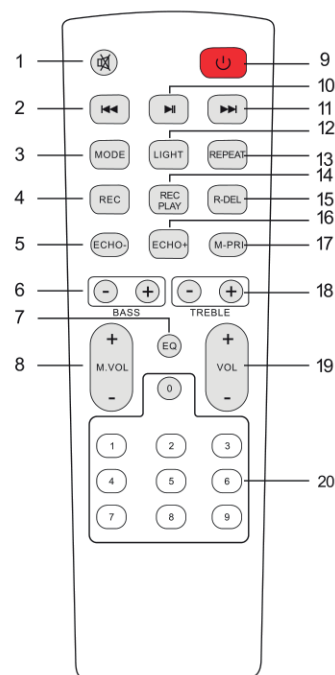 1
9
10
2
11
12
3 MODE LIGHT REPEAT
13
14
4 REC REC PLAY R-DEL 15
16
5 ECHO- ECHO+ M-PRI 17
6 - + - + 18
BASS TREBLE
7
+ EQ +
8 M.VOL VOL 19
- 0 -
1 2 3
4 5 6 20
7 8 9